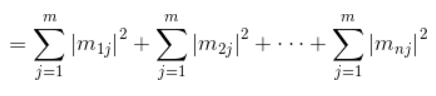 $= \sum_{j=1}^{m} |m_{1j}|^2 + \sum_{j=1}^{m} |m_{2j}|^2 + \cdots + \sum_{j=1}^{m} |m_{nj}|^2$